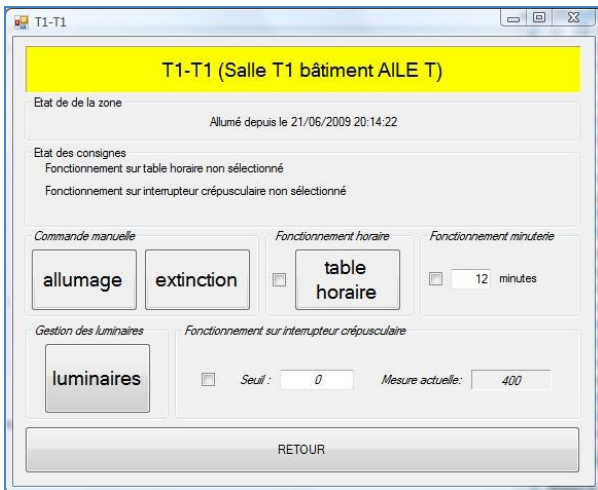 T1-T1
T1-T1 (Salle T1 bâtiment AILE T)
Etat de de la zone
Allumé depuis le 21/06/2009 20:14:22
Etat des consignes
Fonctionnement sur table horaire non sélectionné
Fonctionnement sur interrupteur crépusculaire non sélectionné
Commande manuelle
allumage
extinction
Fonctionnement horaire
table
horaire
Fonctionnement minuterie
12 minutes
Gestion des luminaires
luminaires
Fonctionnement sur interrupteur crépusculaire
Seuil : 0 Mesure actuelle: 400
RETOUR